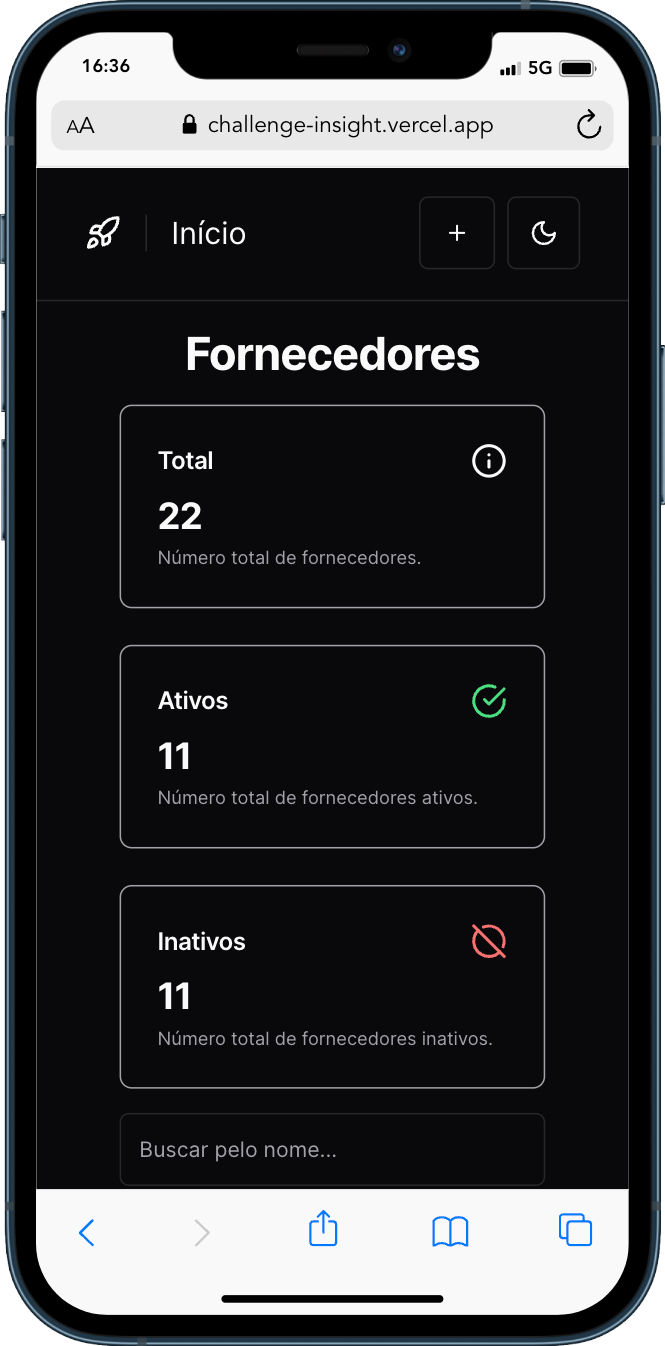 16:36
5G
AA
challenge-insight.vercel.app
Início
Fornecedores
Total
22
Número total de fornecedores.
Ativos
11
Número total de fornecedores ativos.
Inativos
11
Número total de fornecedores inativos.
Buscar pelo nome...